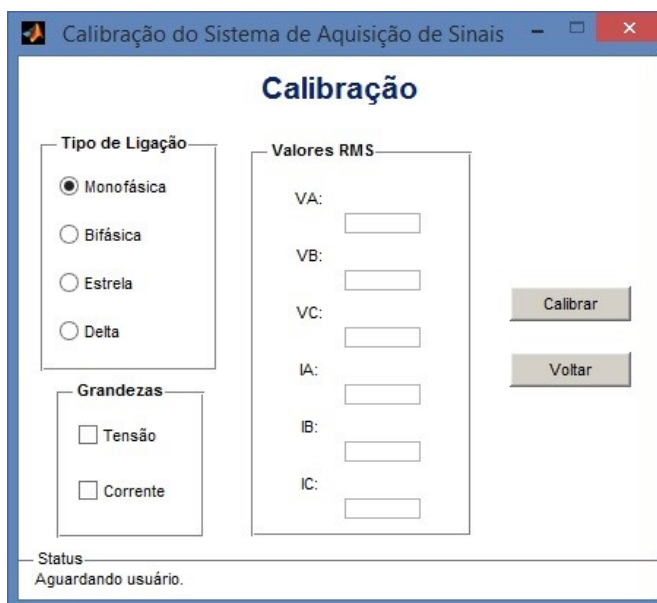 Calibração do Sistema de Aquisição de Sinais
Calibração
Tipo de Ligação
Monofásica
Bifásica
Estrela
Delta
Grandezas
Tensão
Corrente
Valores RMS
VA:
VB:
VC:
IA:
IB:
IC:
Calibrar
Voltar
Status
Aguardando usuário.